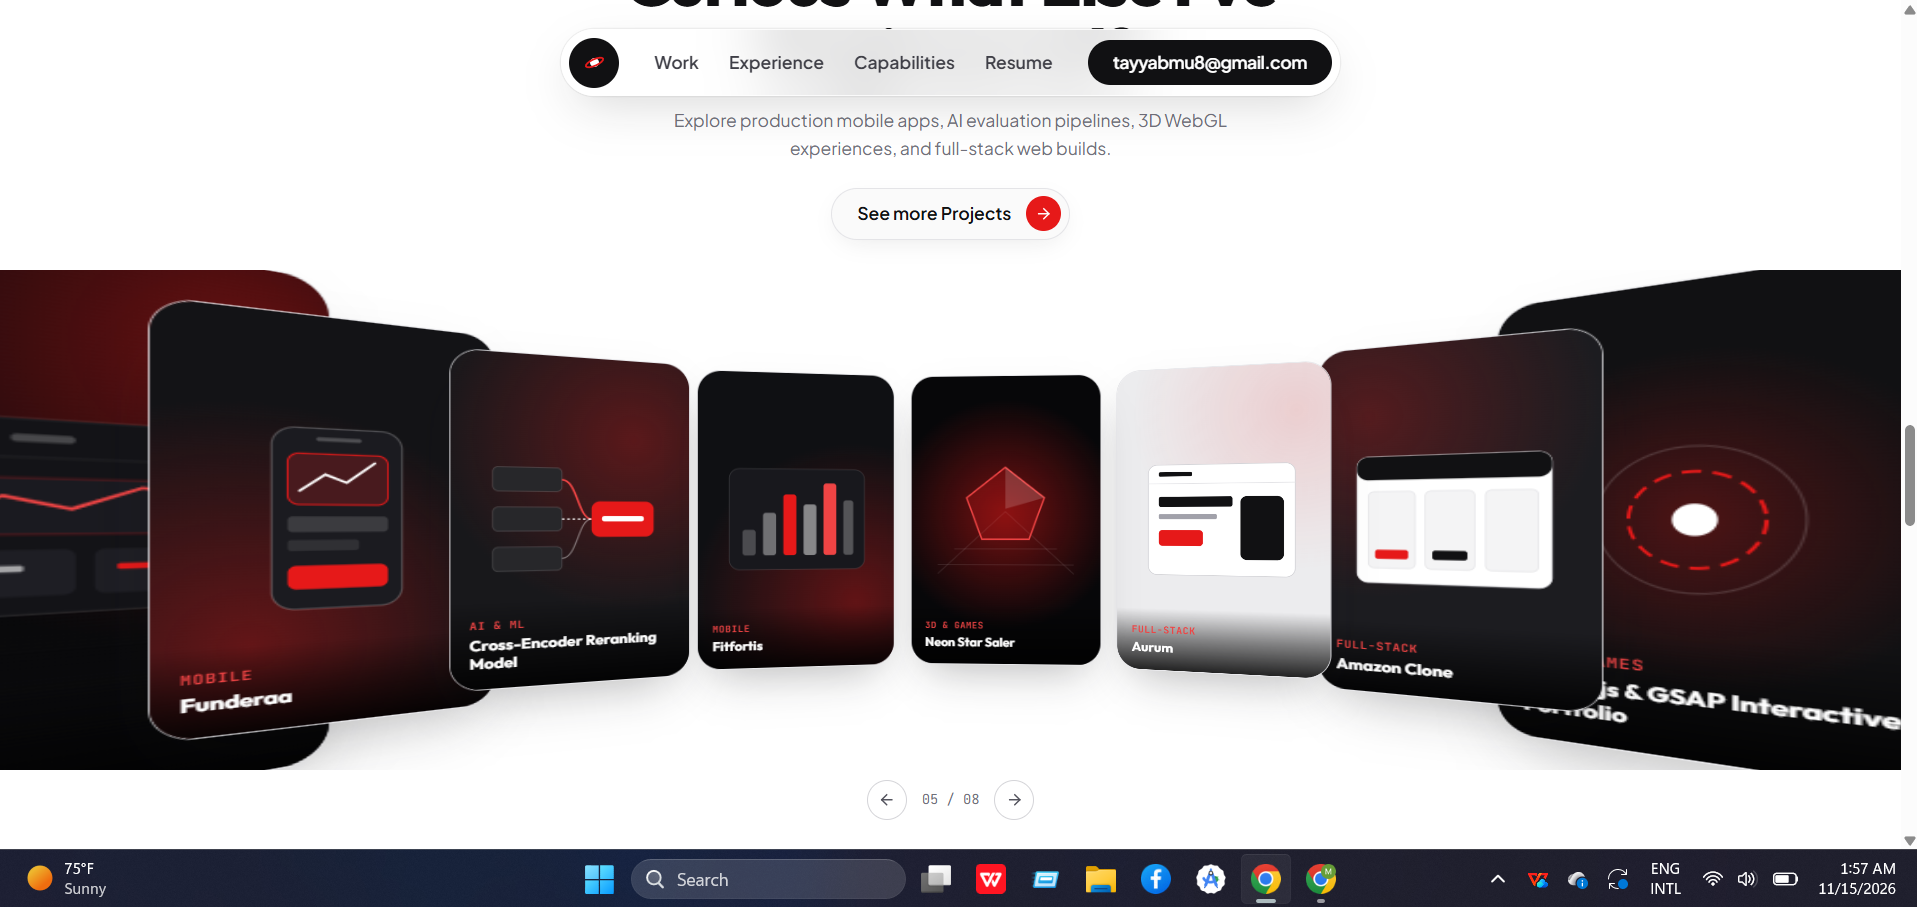 Work
Experience
Capabilities
Resume
tayyabmu8@gmail.com
Explore production mobile apps, AI evaluation pipelines, 3D WebGL
experiences, and full-stack web builds.
See more Projects
MOBILE
Funderaa
AI & ML
Cross-Encoder Reranking
Model
MOBILE
Fitfortis
3D & GAMES
Neon Star Saler
FULL-STACK
Aurum
FULL-STACK
Amazon Clone
& GSAP Interactive
05 / 08
75°F
Sunny
Search
ENG
INTL
1:57 AM
11/15/2026